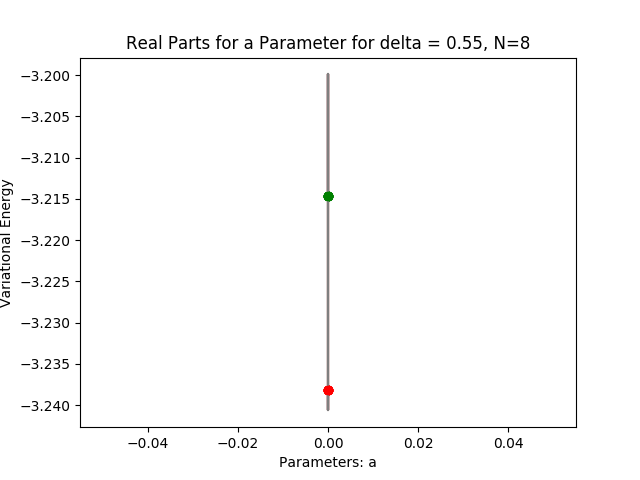 Real Parts for a Parameter for delta = 0.55, N=8
−3.200
−3.205
−3.210
−3.215
−3.220
−3.225
−3.230
−3.235
−3.240
Variational Energy
−0.04 −0.02 0.00 0.02 0.04
Parameters: a